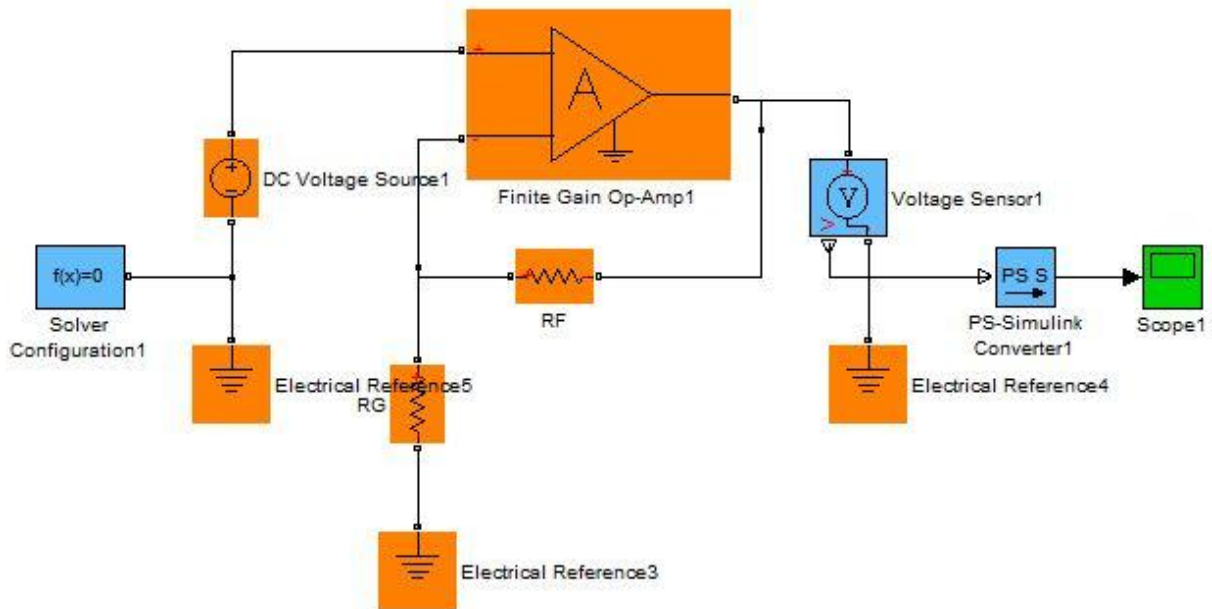 A
DC Voltage Source1
Finite Gain Op-Amp1
V
Voltage Sensor1
f(x)=0
Solver
Configuration1
RF
PS S
PS-Simulink
Converter1
Scope1
Electrical Reference5
RG
Electrical Reference4
Electrical Reference3